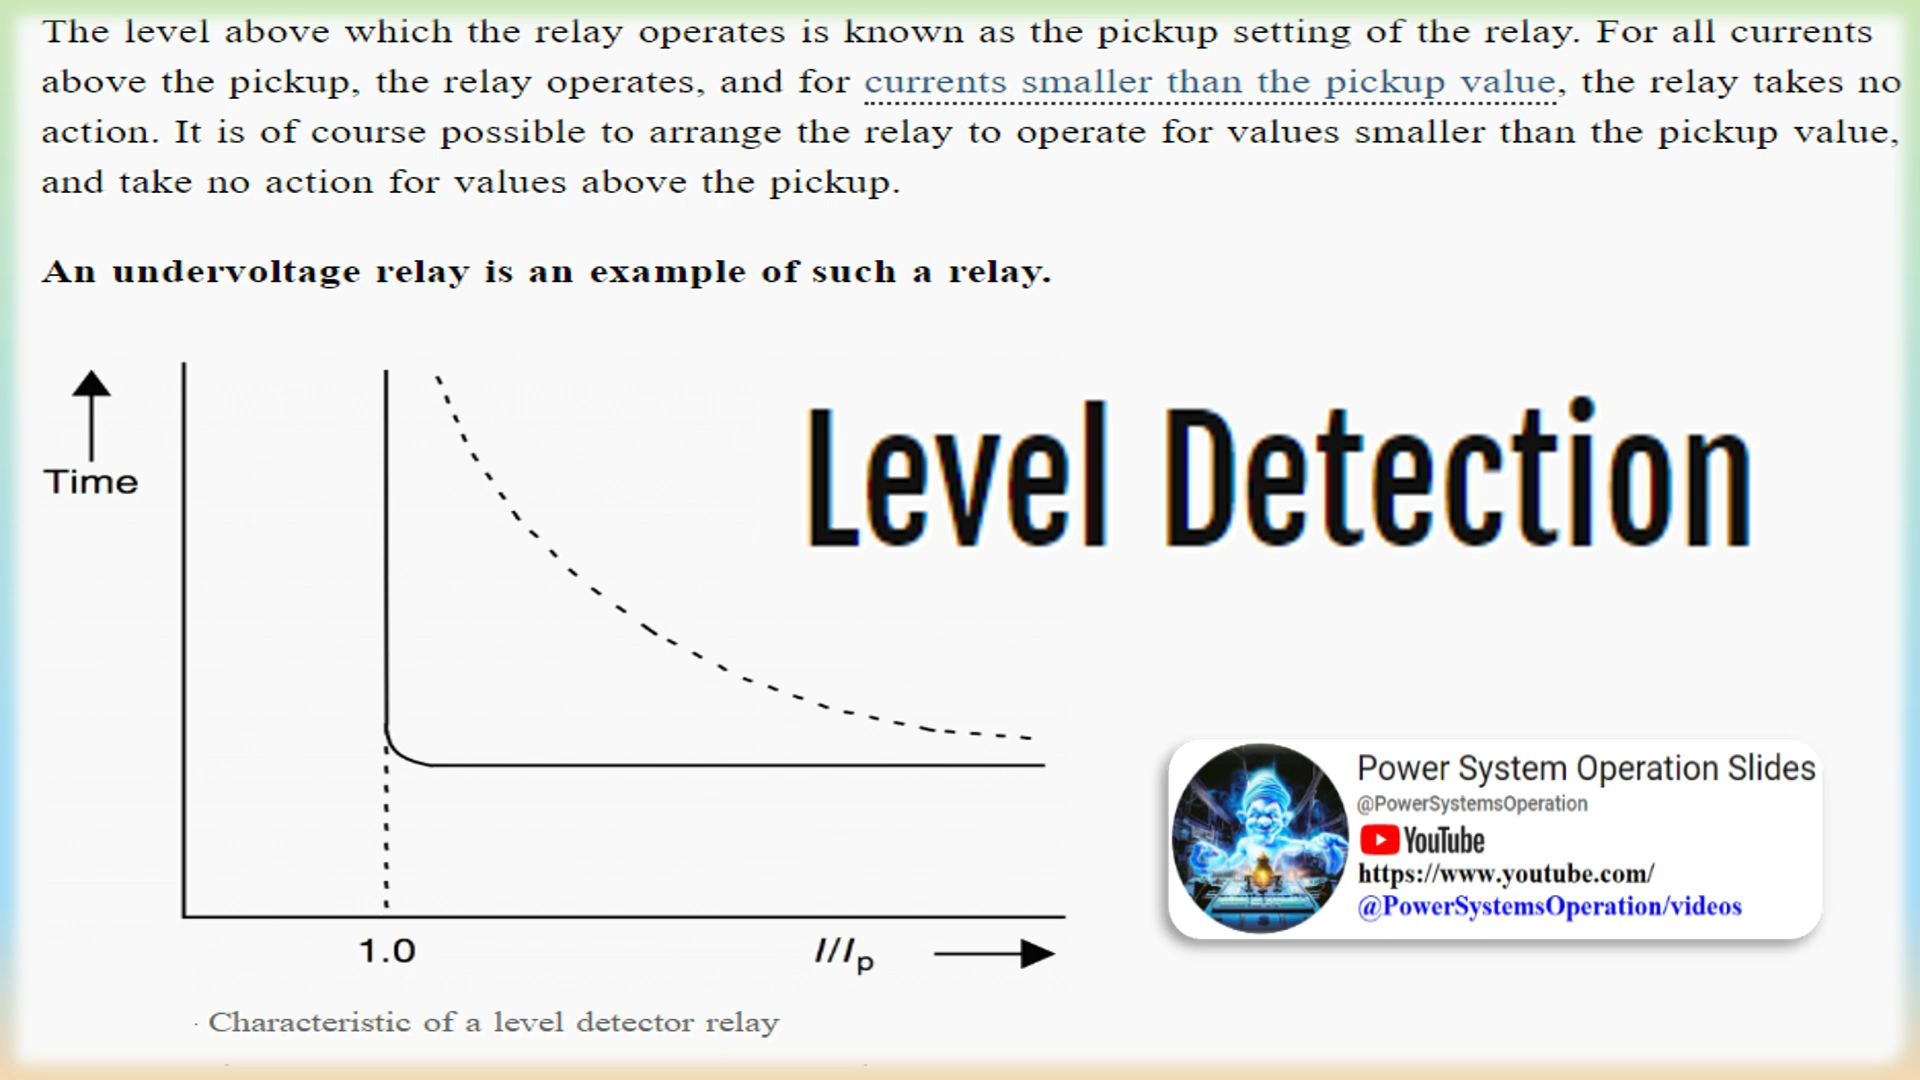 The level above which the relay operates is known as the pickup setting of the relay. For all currents
above the pickup, the relay operates, and for currents smaller than the pickup value, the relay takes no
action. It is of course possible to arrange the relay to operate for values smaller than the pickup value,
and take no action for values above the pickup.
An undervoltage relay is an example of such a relay.
Level Detection
Time
Power System Operation Slides
@PowerSystemsOperation
YouTube
https://www.youtube.com/
@PowerSystemsOperation/videos
1.0
I/Ip
Characteristic of a level detector relay